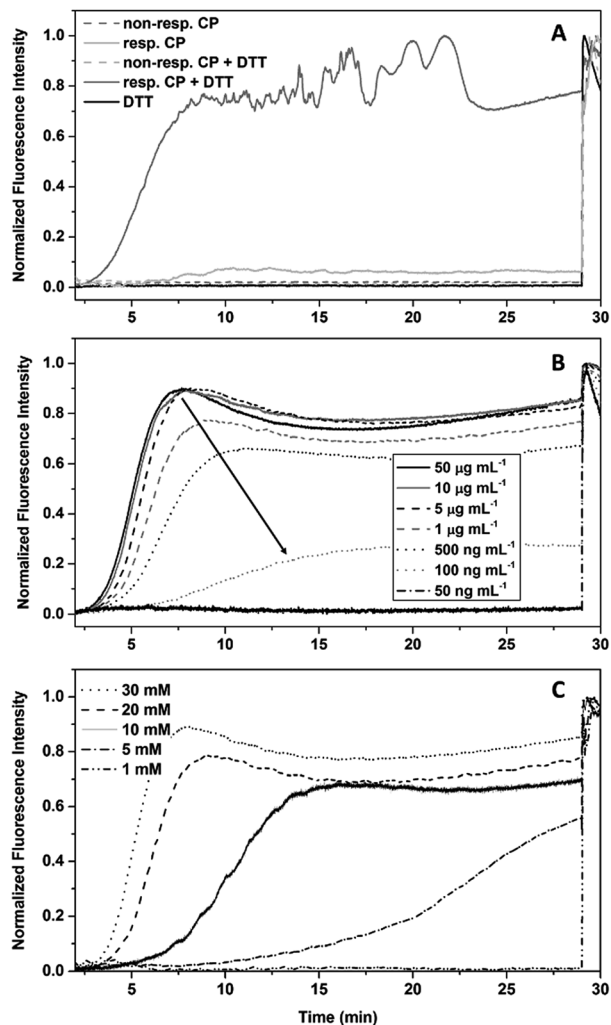 A
non-resp. CP
resp. CP
non-resp. CP + DTT
resp. CP + DTT
DTT
Normalized Fluorescence Intensity
1.0
0.8
0.6
0.4
0.2
0.0
5 10 15 20 25 30
B
50 µg mL⁻¹
10 µg mL⁻¹
5 µg mL⁻¹
1 µg mL⁻¹
500 ng mL⁻¹
100 ng mL⁻¹
50 ng mL⁻¹
Normalized Fluorescence Intensity
1.0
0.8
0.6
0.4
0.2
0.0
5 10 15 20 25 30
C
30 mM
20 mM
10 mM
5 mM
1 mM
Normalized Fluorescence Intensity
1.0
0.8
0.6
0.4
0.2
0.0
5 10 15 20 25 30
Time (min)